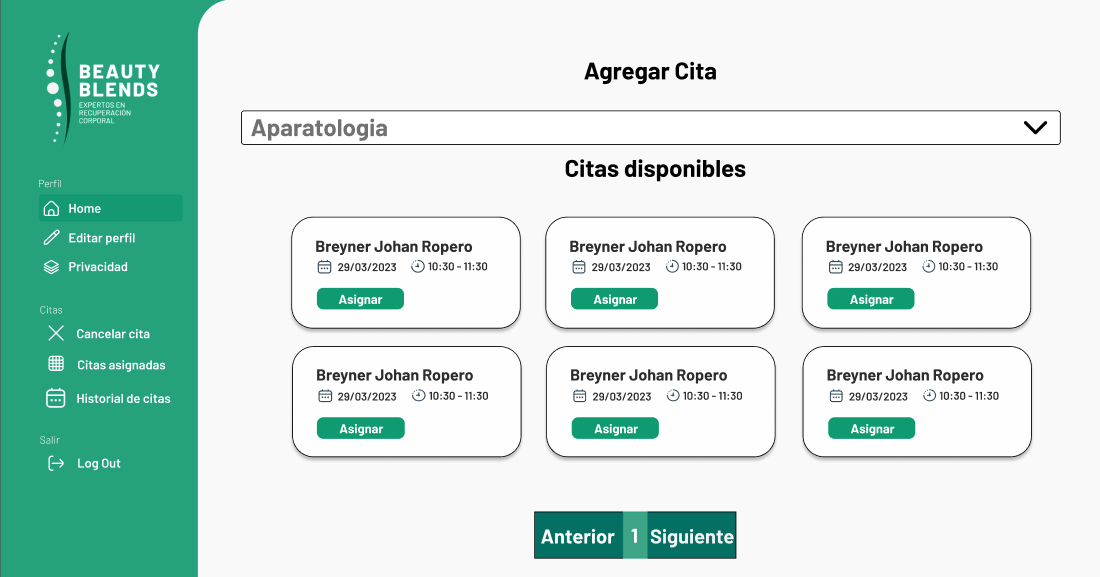 BEAUTY
BLENDS
EXPERTOS EN
RECUPERACIÓN
CORPORAL
Perfil
Home
Editar perfil
Privacidad
Citas
Cancelar cita
Citas asignadas
Historial de citas
Salir
Log Out
Agregar Cita
Aparatologia
Citas disponibles
Breyner Johan Ropero
29/03/2023 10:30 - 11:30
Asignar
Breyner Johan Ropero
29/03/2023 10:30 - 11:30
Asignar
Breyner Johan Ropero
29/03/2023 10:30 - 11:30
Asignar
Breyner Johan Ropero
29/03/2023 10:30 - 11:30
Asignar
Breyner Johan Ropero
29/03/2023 10:30 - 11:30
Asignar
Breyner Johan Ropero
29/03/2023 10:30 - 11:30
Asignar
Anterior 1 Siguiente